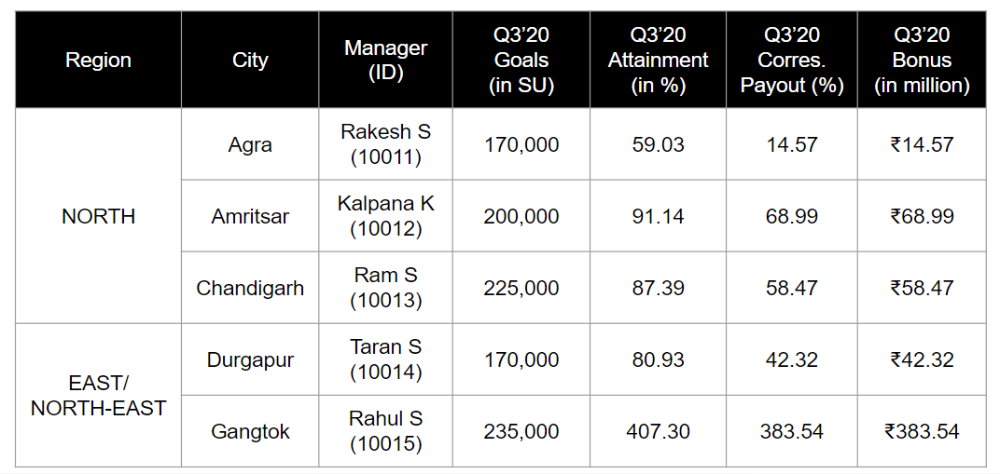 Region City Manager (ID) Q3’20 Goals (in SU) Q3’20 Attainment (in %) Q3’20 Corres. Payout (%) Q3’20 Bonus (in million)
NORTH
Agra Rakesh S (10011) 170,000 59.03 14.57 ₹14.57
Amritsar Kalpana K (10012) 200,000 91.14 68.99 ₹68.99
Chandigarh Ram S (10013) 225,000 87.39 58.47 ₹58.47
EAST/ NORTH-EAST
Durgapur Taran S (10014) 170,000 80.93 42.32 ₹42.32
Gangtok Rahul S (10015) 235,000 407.30 383.54 ₹383.54